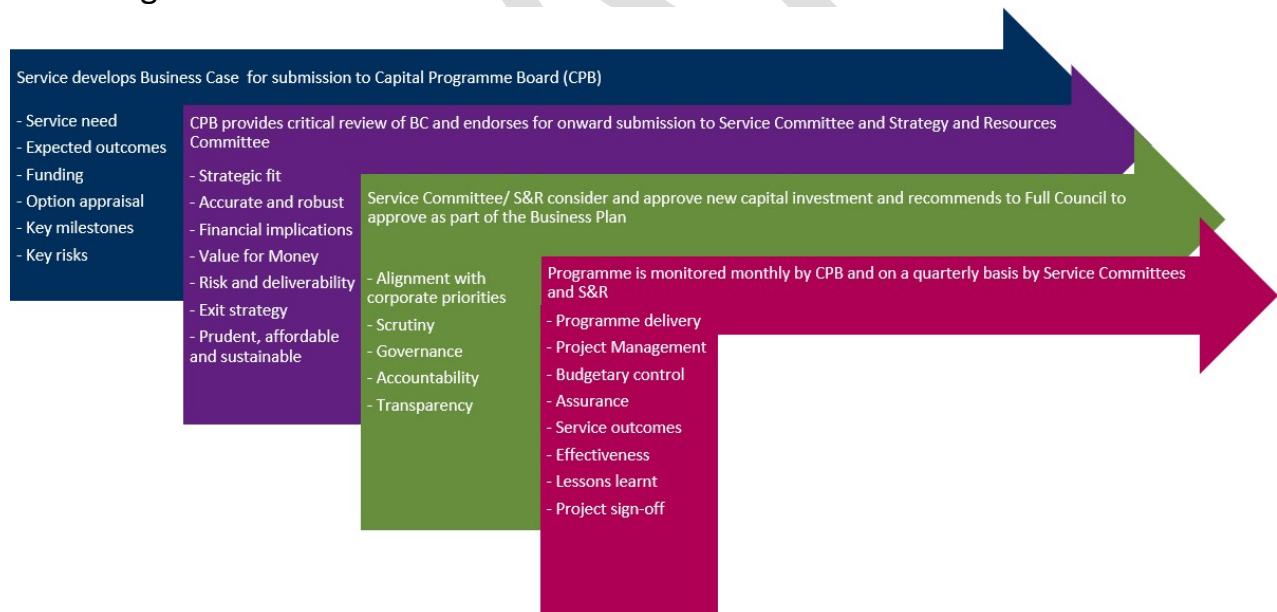 Service develops Business Case for submission to Capital Programme Board (CPB)
- Service need
- Expected outcomes
- Funding
- Option appraisal
- Key milestones
- Key risks
CPB provides critical review of BC and endorses for onward submission to Service Committee and Strategy and Resources
Committee
- Strategic fit
- Accurate and robust
- Financial implications
- Value for Money
- Risk and deliverability
- Exit strategy
- Prudent, affordable
and sustainable
Service Committee/ S&R consider and approve new capital investment and recommends to Full Council to
approve as part of the Business Plan
- Alignment with
corporate priorities
- Scrutiny
- Governance
- Accountability
- Transparency
Programme is monitored monthly by CPB and on a quarterly basis by Service Committees
and S&R
- Programme delivery
- Project Management
- Budgetary control
- Assurance
- Service outcomes
- Effectiveness
- Lessons learnt
- Project sign-off